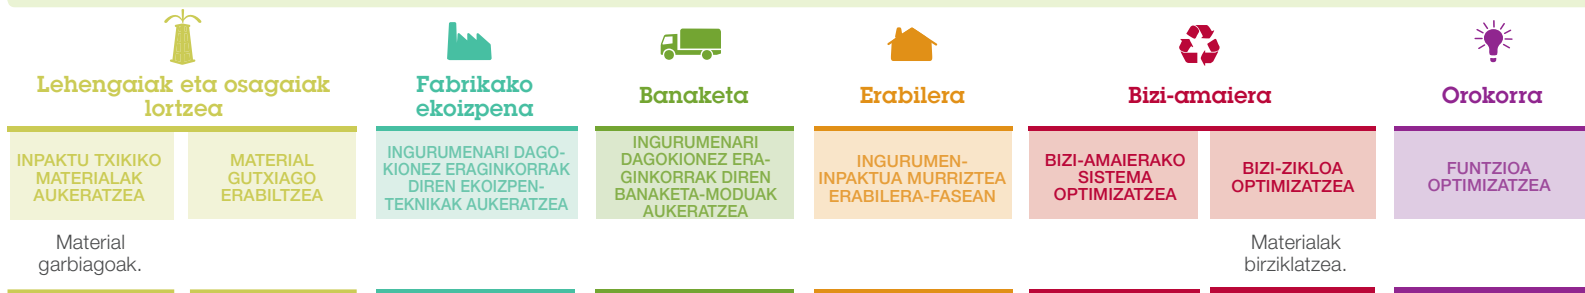 Lehengaiak eta osagaiak
lortzea
Fabrikako
ekoizpena
Banaketa
Erabilera
Bizi-amaiera
Orokorra
INPAKTU TXIKIKO
MATERIALAK
AUKERATZEA
MATERIAL
GUTXIAGO
ERABILTZEA
INGURUMENARI DAGO-
KIONEZ ERAGINKORRAK
DIREN EKOIZPEN-
TEKNIKAK AUKERATZEA
INGURUMENARI
DAGOKIONEZ ERA-
GINKORRAK DIREN
BANAKETA-MODUAK
AUKERATZEA
INGURUMEN-
INPAKTUA MURRIZTEA
ERABILERA-FASEAN
BIZI-AMAIERAKO
SISTEMA
OPTIMIZATZEA
BIZI-ZIKLOA
OPTIMIZATZEA
FUNTZIOA
OPTIMIZATZEA
Material
garbiagoak.
Materialak
birziklatzea.